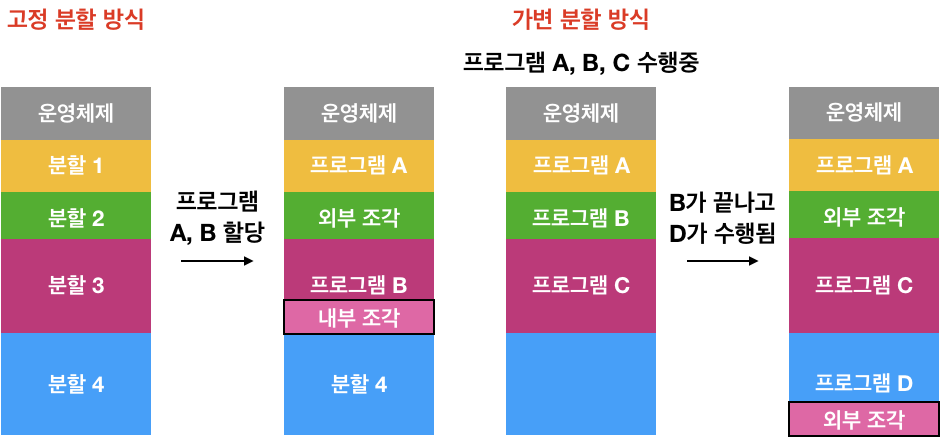 고정 분할 방식
운영체제
분할 1
분할 2
분할 3
분할 4
프로그램
A, B 할당
운영체제
프로그램 A
외부 조각
프로그램 B
내부 조각
분할 4
가변 분할 방식
프로그램 A, B, C 수행중
운영체제
프로그램 A
프로그램 B
프로그램 C
B가 끝나고
D가 수행됨
운영체제
프로그램 A
외부 조각
프로그램 C
프로그램 D
외부 조각